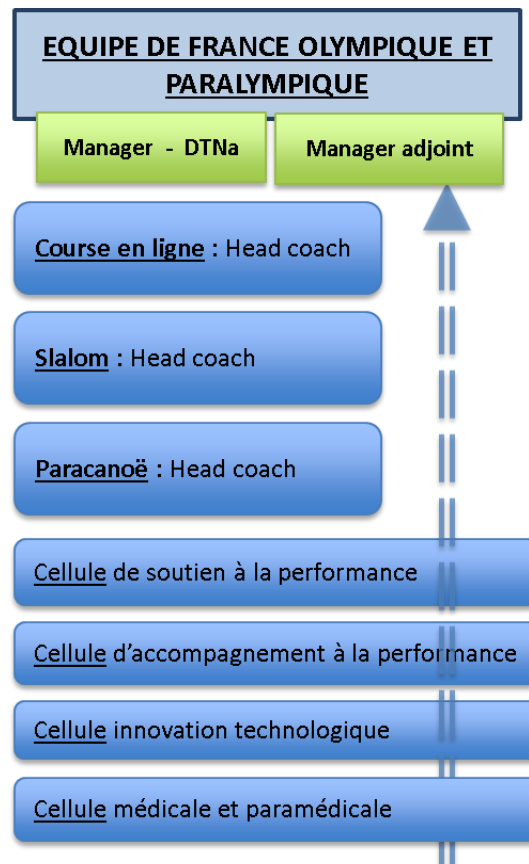 EQUIPE DE FRANCE OLYMPIQUE ET
PARALYMPIQUE
Manager - DTNa
Manager adjoint
Course en ligne : Head coach
Slalom : Head coach
Paracanoë : Head coach
Cellule de soutien à la performance
Cellule d'accompagnement à la performance
Cellule innovation technologique
Cellule médicale et paramédicale